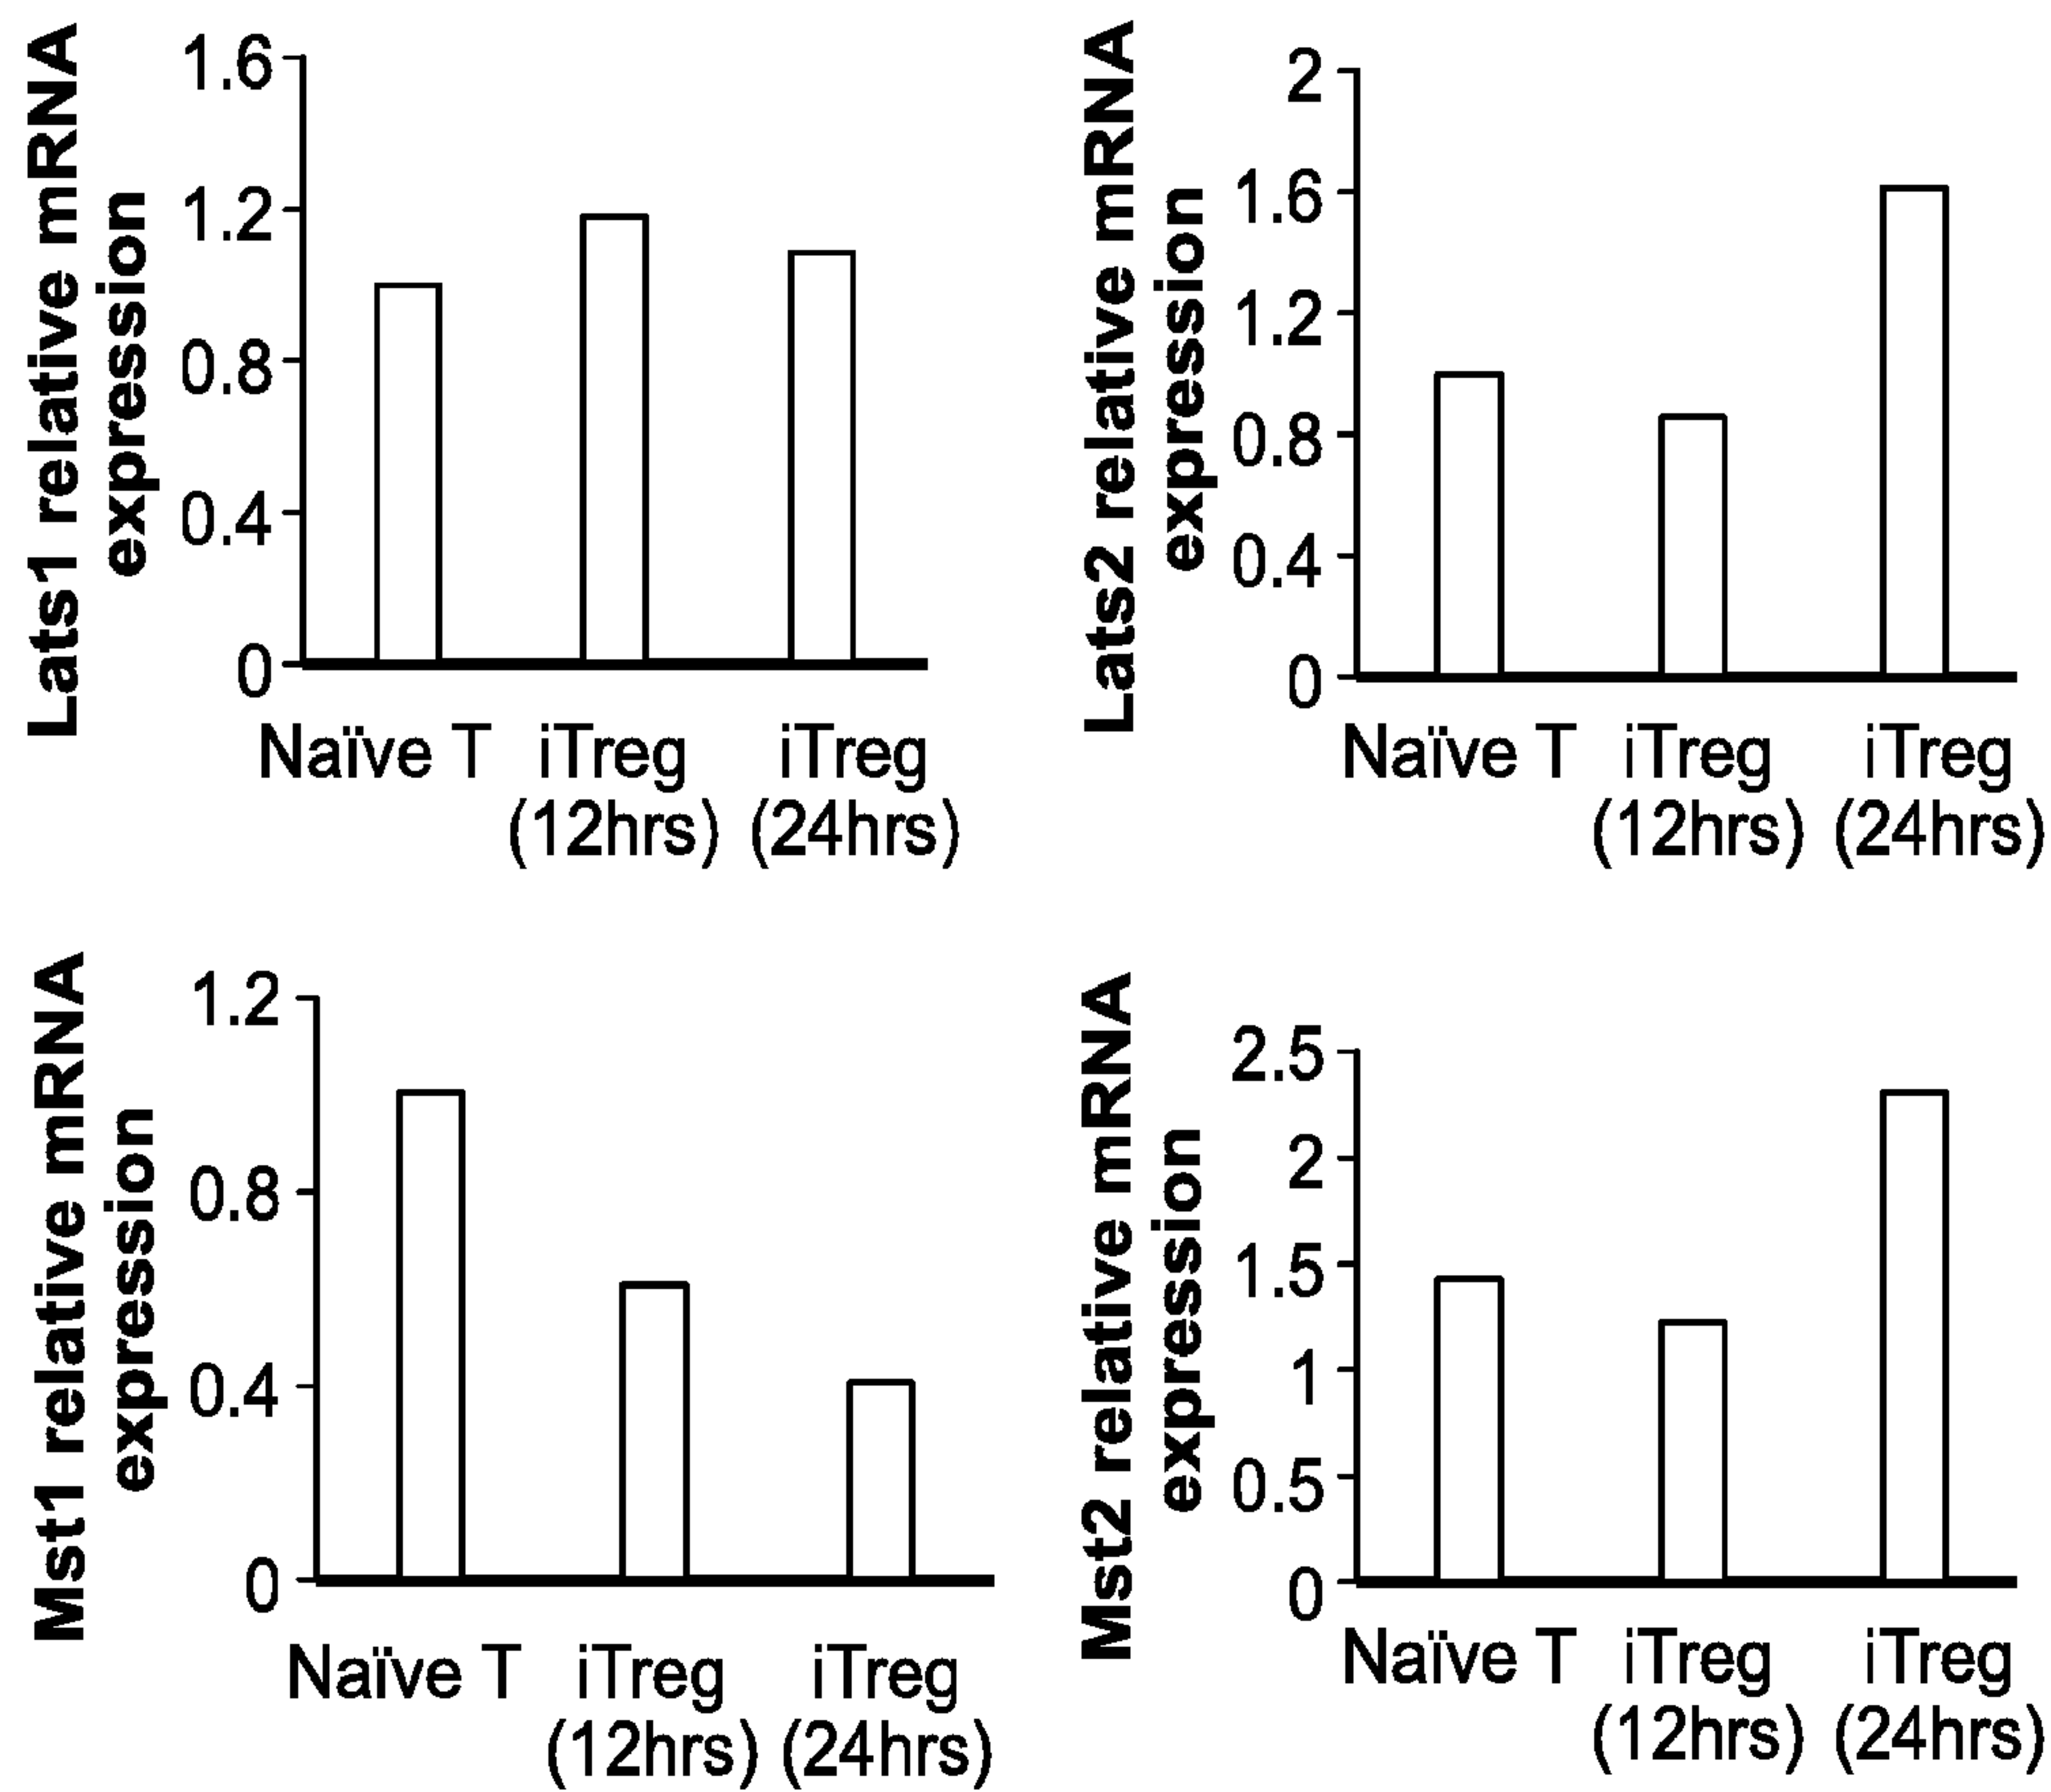 Lats1 relative mRNA
expression
1.6
1.2
0.8
0.4
0
Naïve T iTreg iTreg
(12hrs) (24hrs)
Lats2 relative mRNA
expression
2
1.6
1.2
0.8
0.4
0
Naïve T iTreg iTreg
(12hrs) (24hrs)
Mst1 relative mRNA
expression
1.2
0.8
0.4
0
Naïve T iTreg iTreg
(12hrs) (24hrs)
Mst2 relative mRNA
expression
2.5
2
1.5
1
0.5
0
Naïve T iTreg iTreg
(12hrs) (24hrs)